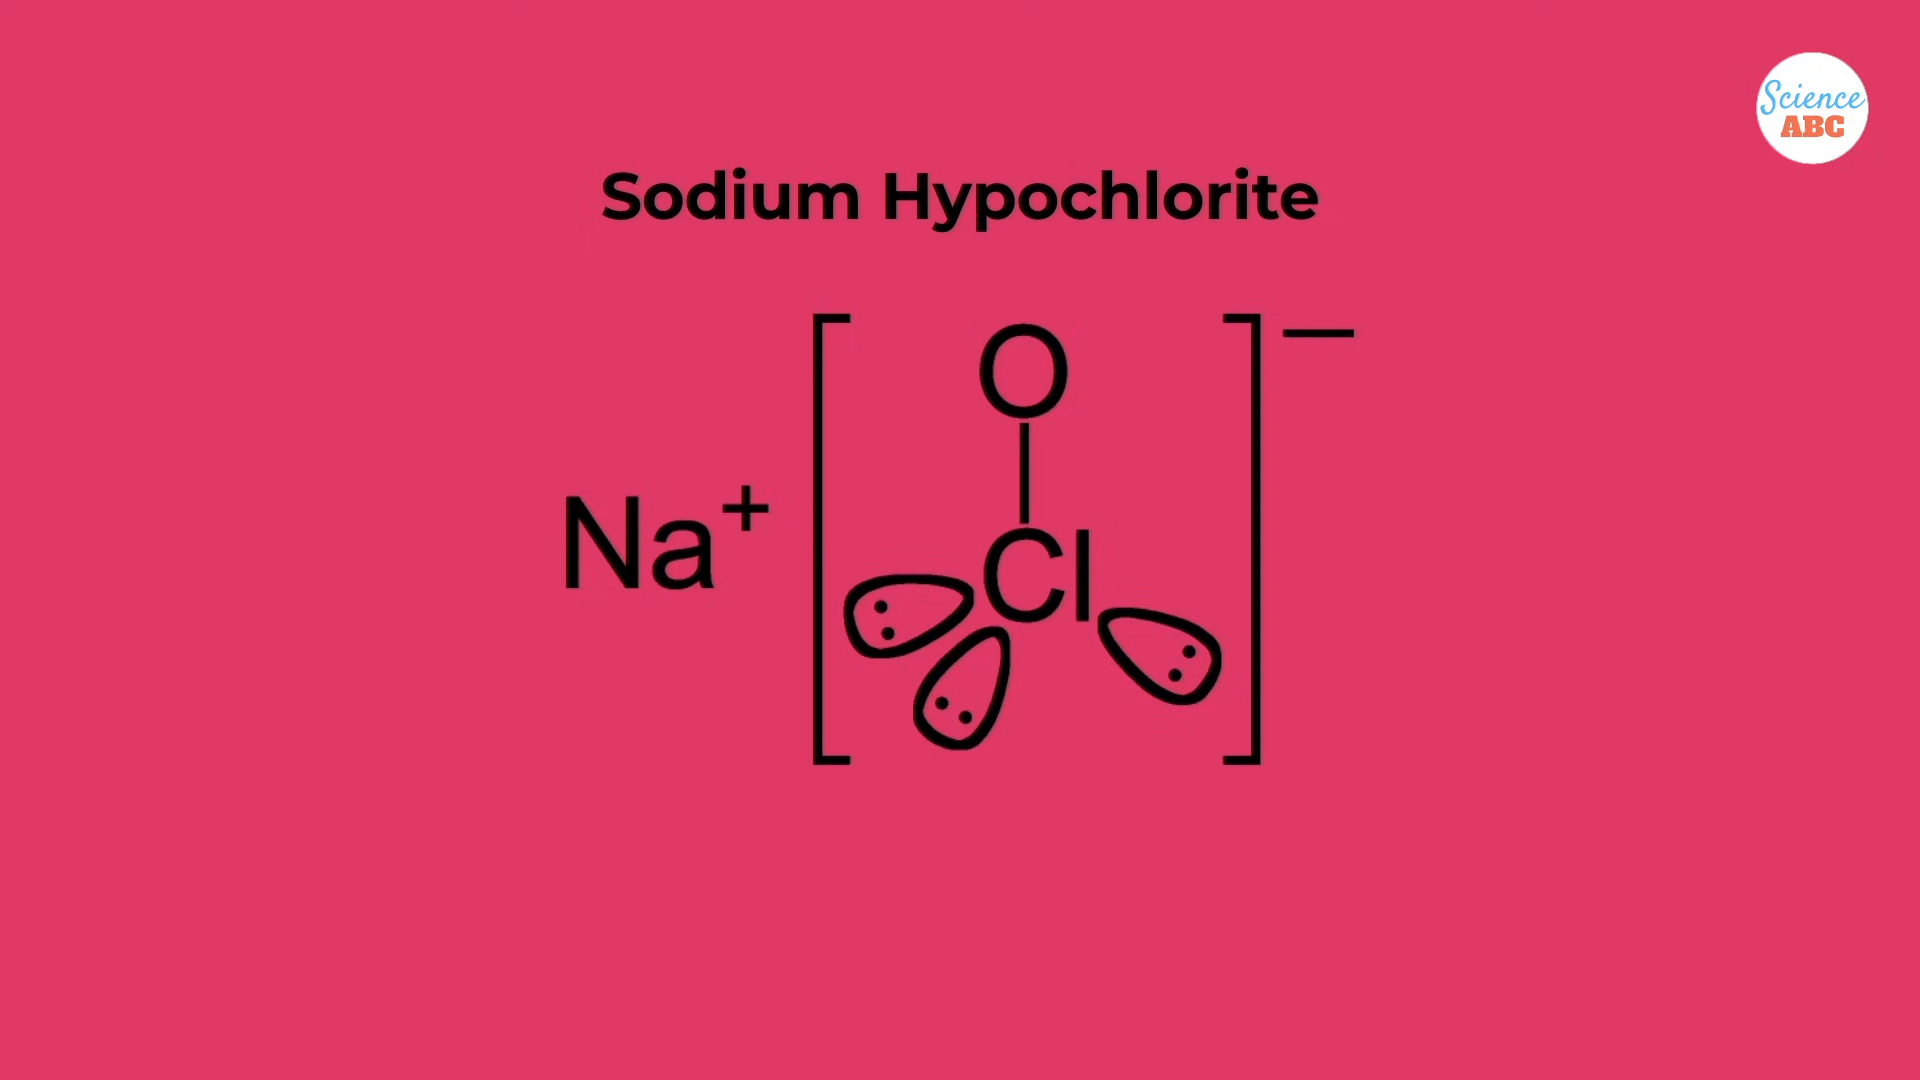 Science
ABC
Sodium Hypochlorite
O
Na+
Cl